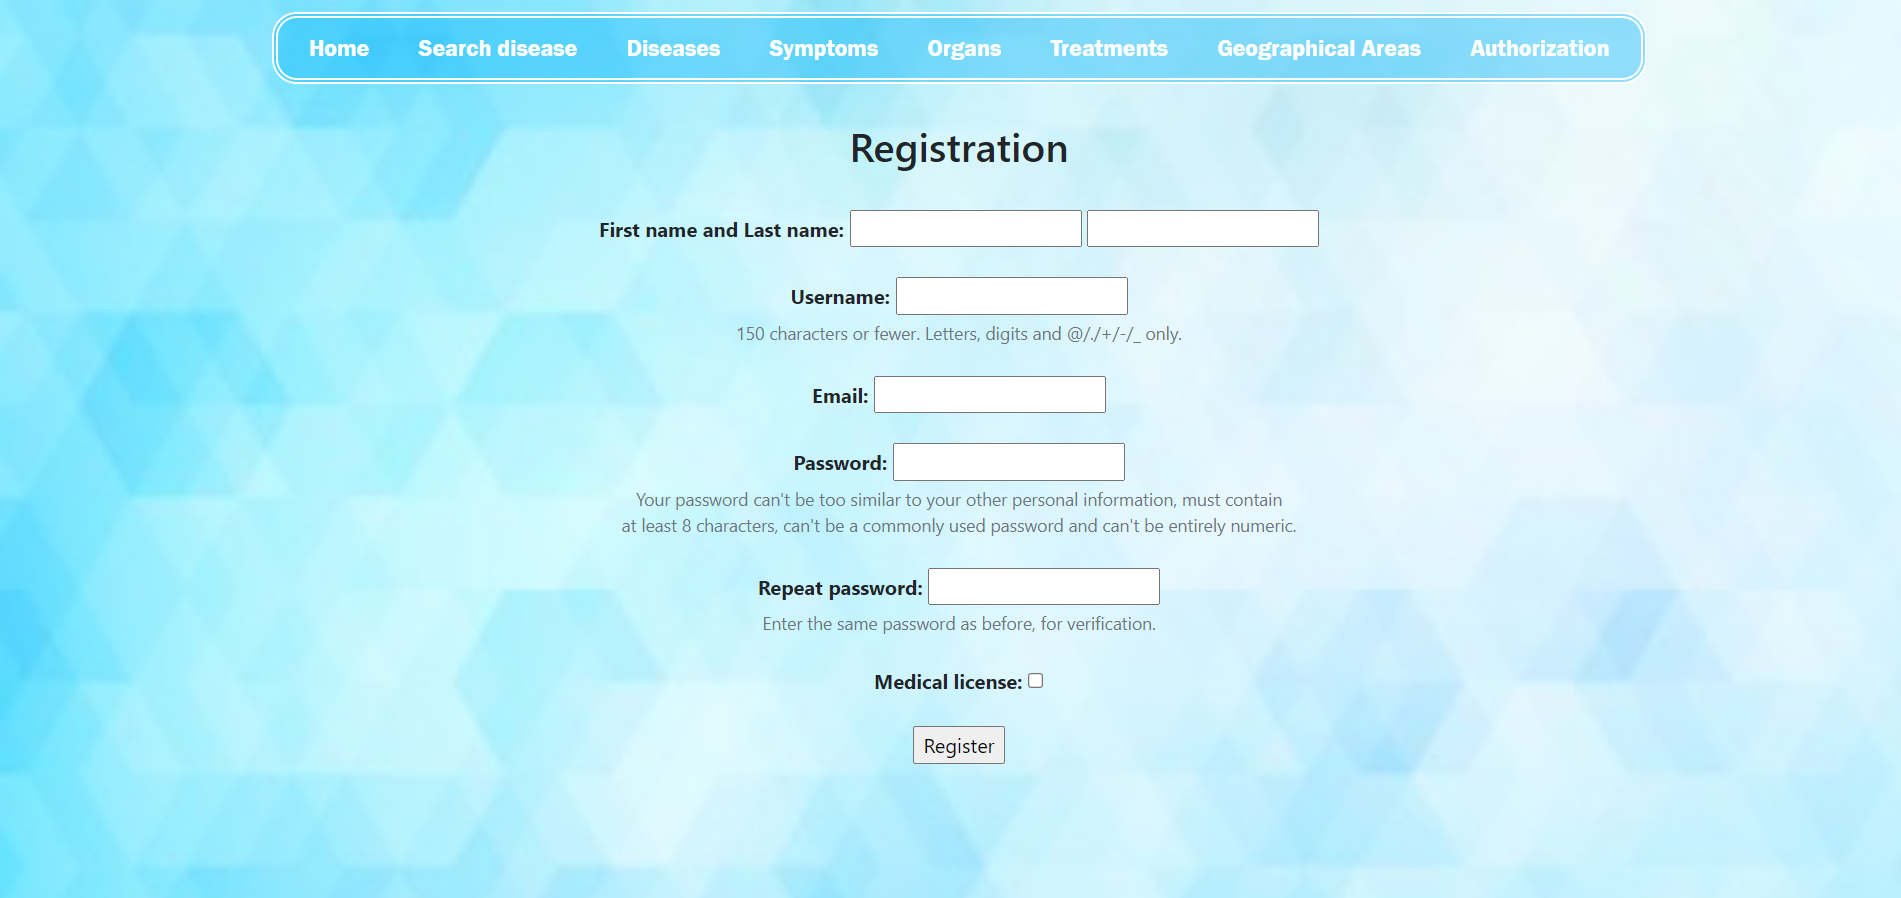 Home Search disease Diseases Symptoms Organs Treatments Geographical Areas Authorization
Registration
First name and Last name:
Username:
150 characters or fewer. Letters, digits and @/./+/-/_ only.
Email:
Password:
Your password can't be too similar to your other personal information, must contain
at least 8 characters, can't be a commonly used password and can't be entirely numeric.
Repeat password:
Enter the same password as before, for verification.
Medical license:
Register